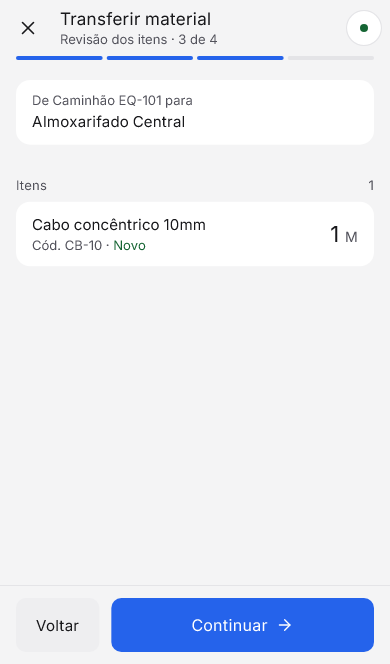 Transferir material
Revisão dos itens · 3 de 4
De Caminhão EQ-101 para
Almoxarifado Central
Itens 1
Cabo concêntrico 10mm
1 M
Cód. CB-10 · Novo
Voltar
Continuar →